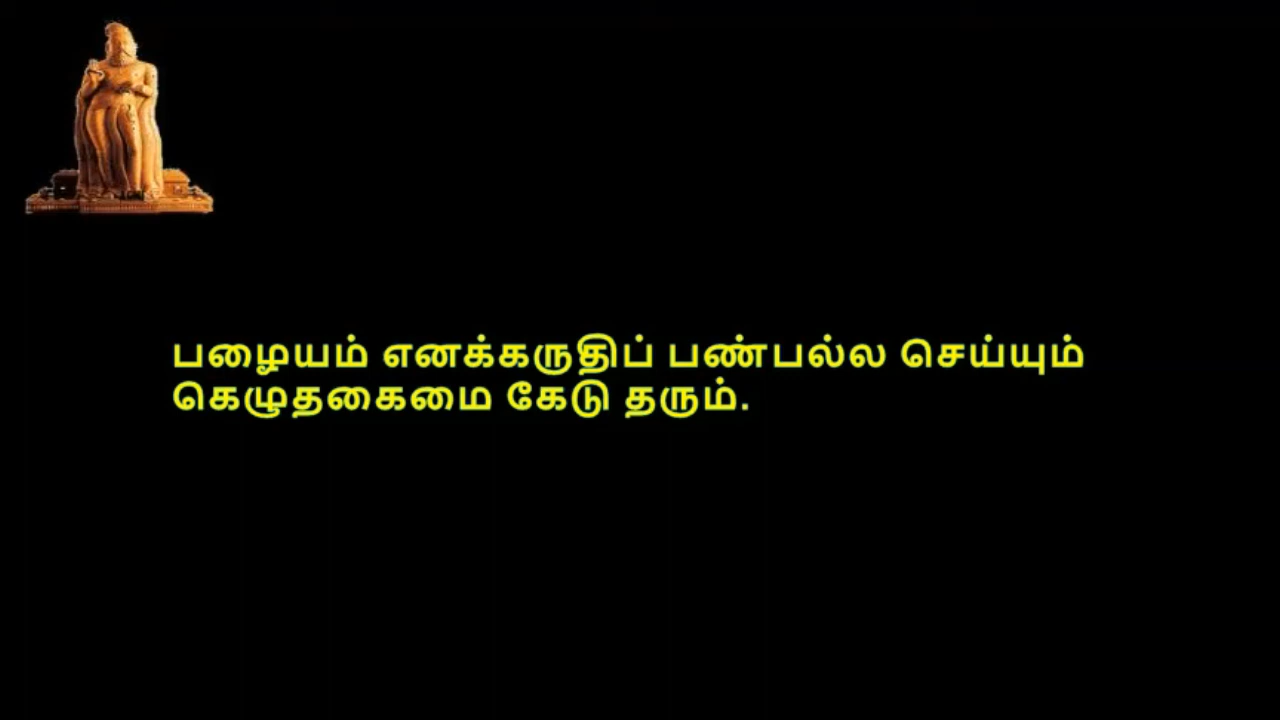 பழையம் எனக்கருதிப் பண்பல்ல செய்யும்
கெழுதகைமை கேடு தரும்.